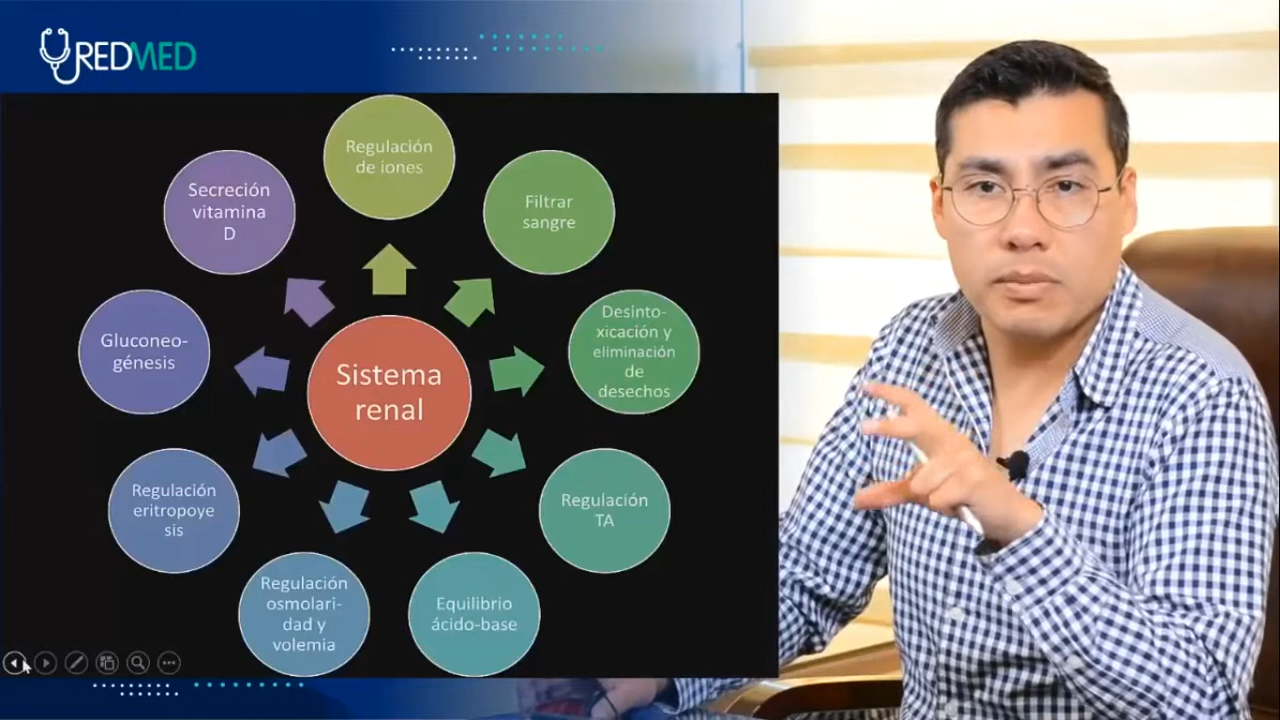 REDMED
Regulación
de iones
Filtrar
sangre
Desinto-
xicación y
eliminación
de
desechos
Regulación
TA
Equilibrio
ácido-base
Regulación
osmolari-
dad y
volemia
Regulación
eritropoye
sis
Gluconeo-
génesis
Secreción
vitamina
D
Sistema
renal